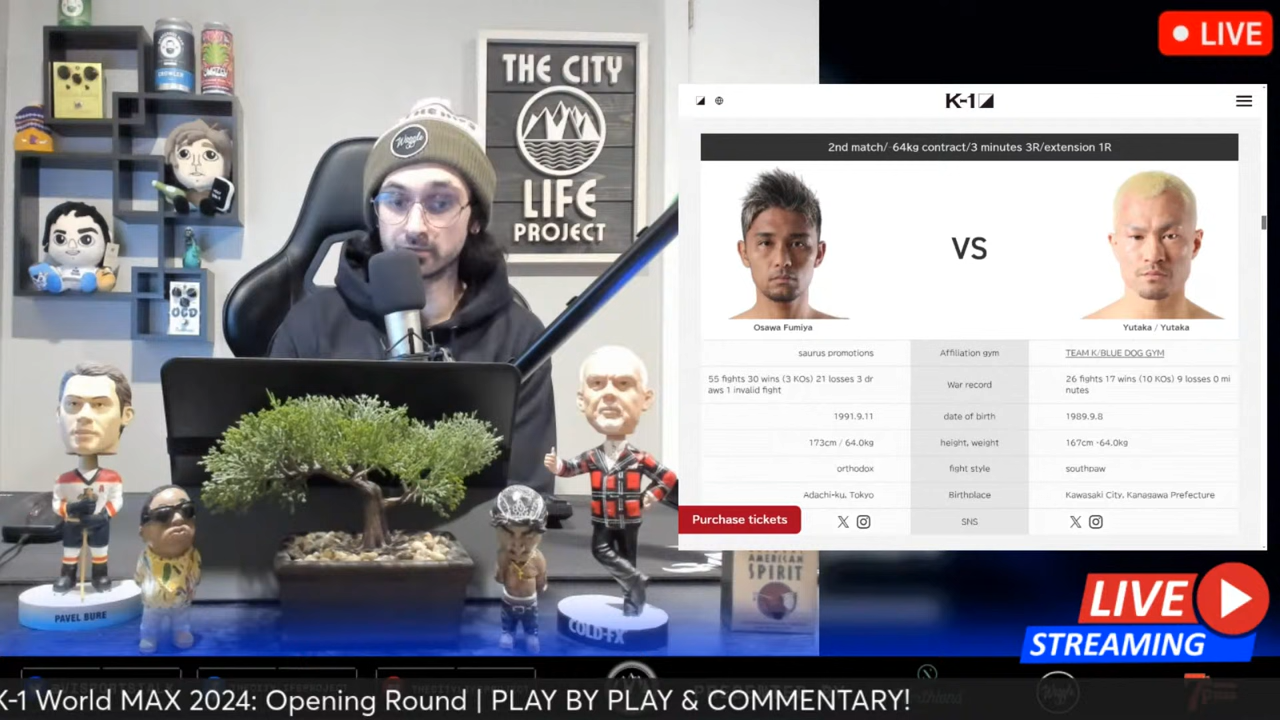 LIVE
THE CITY
LIFE
PROJECT
Waggle
OCD
K-1
2nd match/ -64kg contract/3 minutes 3R/extension 1R
VS
Osawa Fumiya
Yutaka / Yutaka
saurus promotions
Affiliation gym
TEAM K/BLUE DOG GYM
55 fights 30 wins (3 KOs) 21 losses 3 dr
aws 1 invalid fight
War record
26 fights 17 wins (10 KOs) 9 losses 0 mi
nutes
1991.9.11
date of birth
1989.9.8
173cm / 64.0kg
height, weight
167cm -64.0kg
orthodox
fight style
southpaw
Adachi-ku, Tokyo
Birthplace
Kawasaki City, Kanagawa Prefecture
Purchase tickets
SNS
AMERICAN
SPIRIT
PAVEL BURE
COLD-FX
LIVE
STREAMING
K-1 World MAX 2024: Opening Round | PLAY BY PLAY & COMMENTARY!